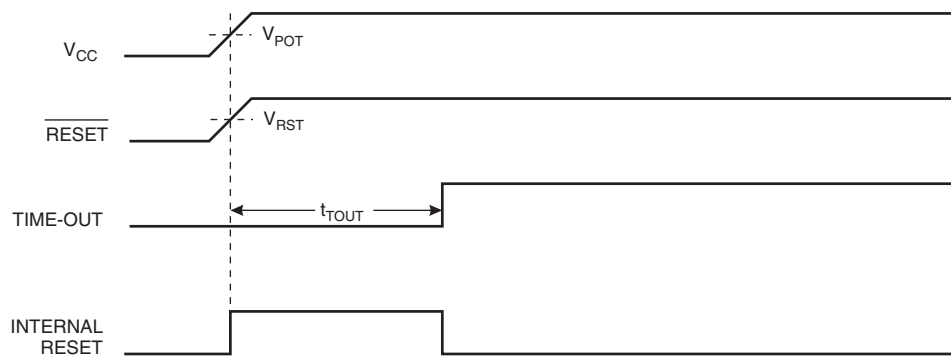 V_CC
V_POT
RESET
V_RST
TIME-OUT
t_TOUT
INTERNAL
RESET